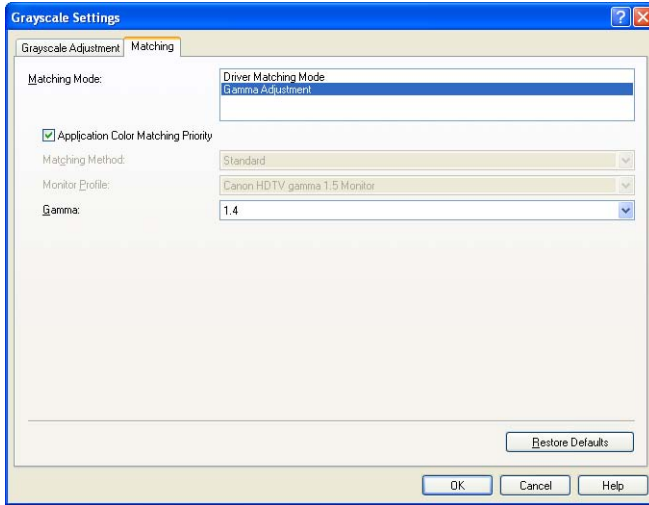 Grayscale Settings
Grayscale Adjustment Matching
Matching Mode:
Driver Matching Mode
Gamma Adjustment
Application Color Matching Priority
Matching Method: Standard
Monitor Profile: Canon HDTV gamma 1.5 Monitor
Gamma: 1.4
Restore Defaults
OK Cancel Help